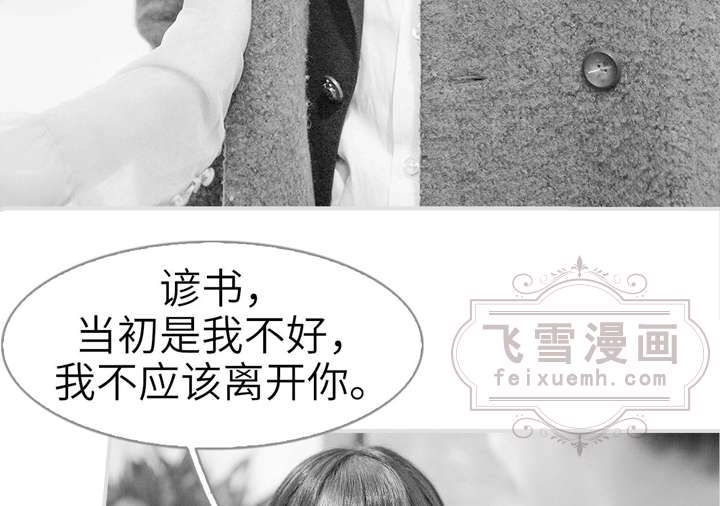 谚书，
当初是我不好，
我不应该离开你。
飞雪漫画
feixuemh.com